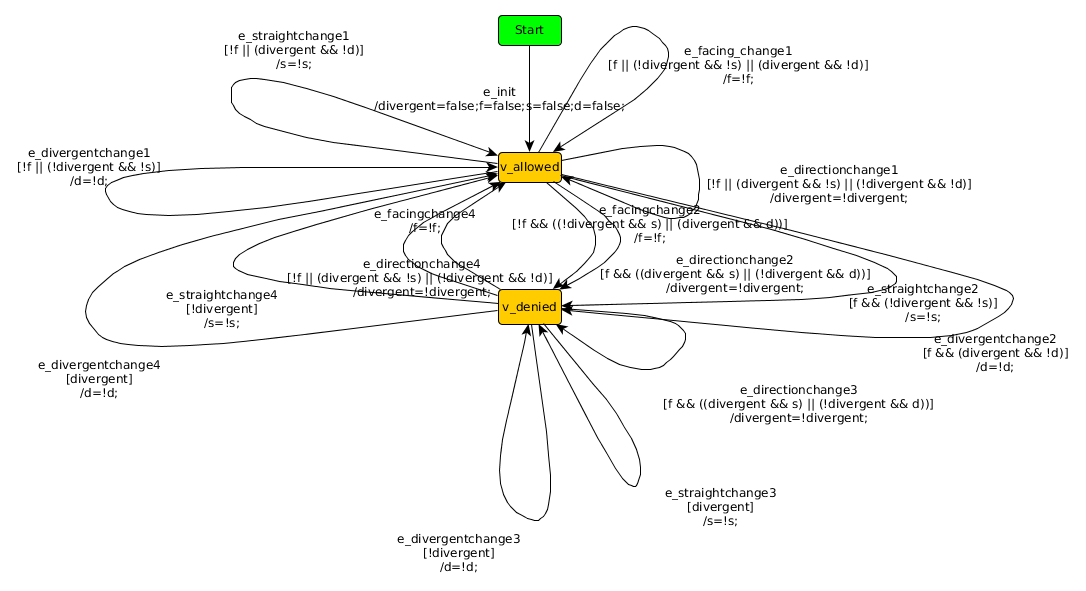 Start
e_straightchange1
[!f || (divergent && !d)]
/s=!s;
e_facing_change1
[f || (!divergent && !s) || (divergent && !d)]
/f=!f;
e_init
/divergent=false;f=false;s=false;d=false;
e_divergentchange1
[!f || (!divergent && !s)]
/d=!d;
v_allowed
e_directionchange1
[!f || (divergent && !s) || (!divergent && !d)]
/divergent=!divergent;
e_facingchange4
/f=!f;
e_facingchange2
[!f && ((!divergent && s) || (divergent && d))]
/f=!f;
e_directionchange4
[!f || (divergent && !s) || (!divergent && !d)]
/divergent=!divergent;
e_directionchange2
[f && ((divergent && s) || (!divergent && d))]
/divergent=!divergent;
e_straightchange4
[!divergent]
/s=!s;
e_straightchange2
[f && (!divergent && !s)]
/s=!s;
v_denied
e_divergentchange2
[f && (divergent && !d)]
/d=!d;
e_divergentchange4
[divergent]
/d=!d;
e_directionchange3
[f && ((divergent && s) || (!divergent && d))]
/divergent=!divergent;
e_straightchange3
[divergent]
/s=!s;
e_divergentchange3
[!divergent]
/d=!d;